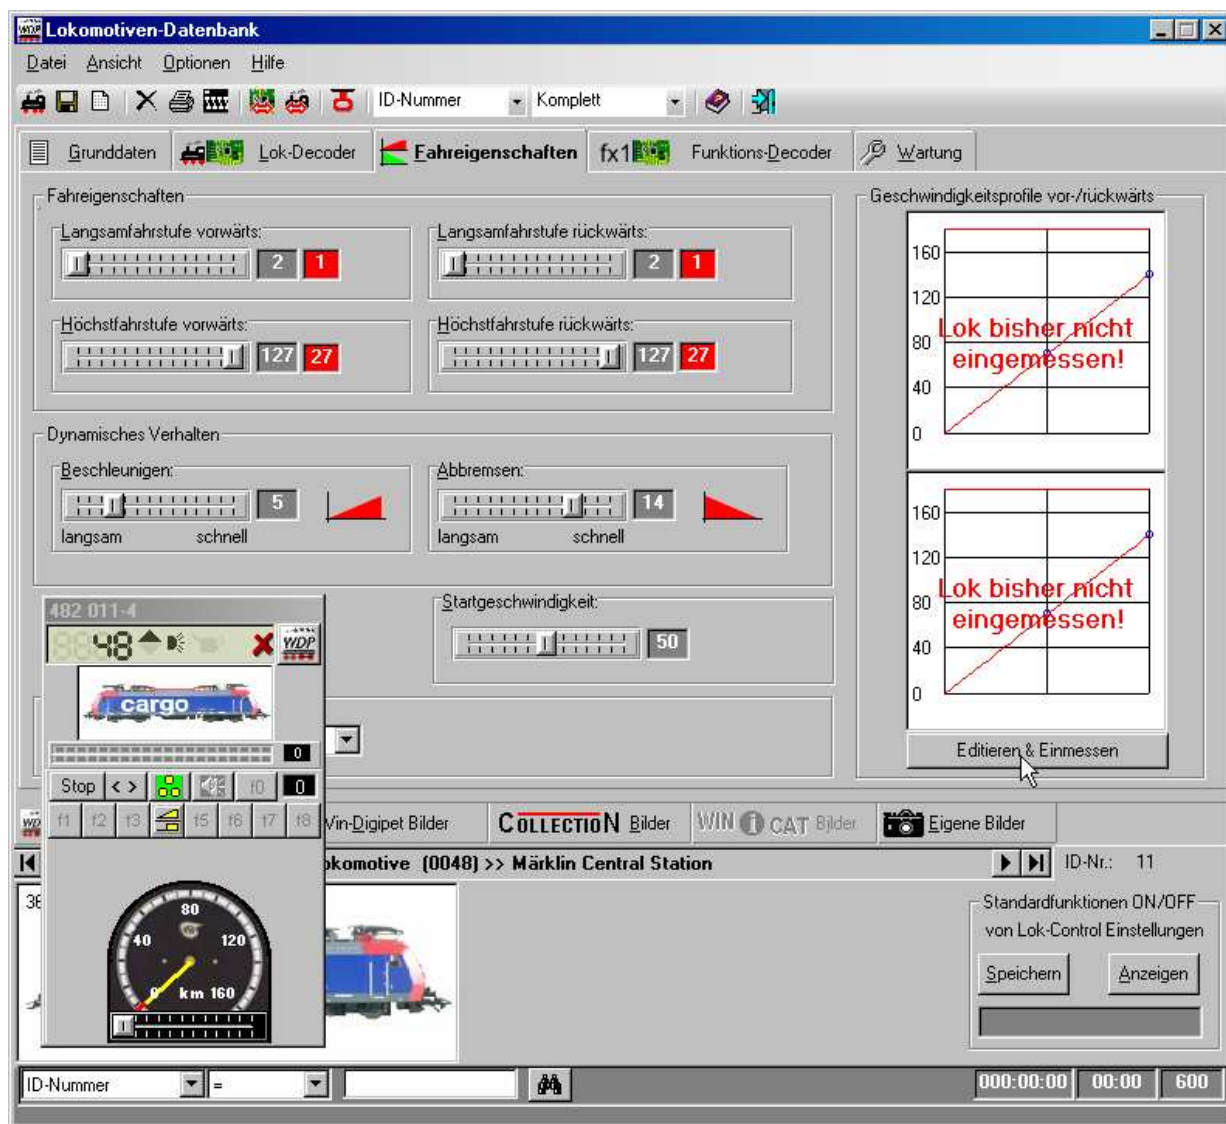 Lokomotiven-Datenbank
Datei Ansicht Optionen Hilfe
ID-Nummer Komplett
Grunddaten Lok-Decoder Fahreigenschaften fx1 Funktions-Decoder Wartung
Fahreigenschaften
Langsamfahrstufe vorwärts:
2 1
Langsamfahrstufe rückwärts:
2 1
Höchstfahrstufe vorwärts:
127 27
Höchstfahrstufe rückwärts:
127 27
Dynamisches Verhalten
Beschleunigen:
5
langsam schnell
Abbremsen:
14
langsam schnell
Startgeschwindigkeit:
50
Geschwindigkeitsprofile vor-/rückwärts
160
120
80
40
0
Lok bisher nicht
eingemessen!
160
120
80
40
0
Lok bisher nicht
eingemessen!
Editieren & Einmessen
482 011-4
48
WDP
cargo
0
Stop < > f0 0
f1 f2 f3 f5 f6 f7 f8
80
40 120
0 km 160
Win-Digipet Bilder COLLECTION Bilder WIN CAT Bilder Eigene Bilder
okomotive (0048) >> Märklin Central Station
ID-Nr.: 11
36
Standardfunktionen ON/OFF
von Lok-Control Einstellungen
Speichern Anzeigen
ID-Nummer =
000:00:00 00:00 600